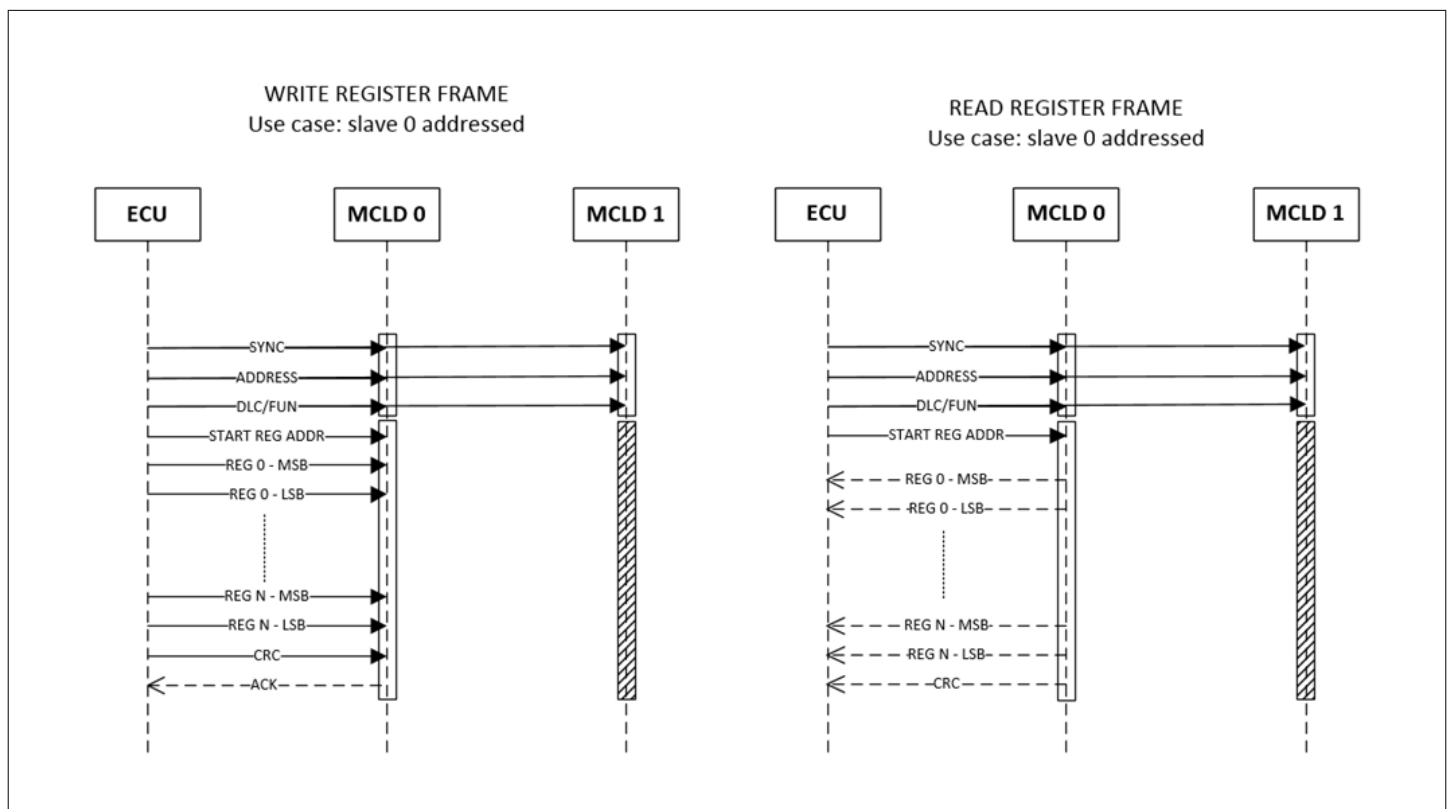 WRITE REGISTER FRAME
Use case: slave 0 addressed
ECU
MCLD 0
MCLD 1
SYNC
ADDRESS
DLC/FUN
START REG ADDR
REG 0 - MSB
REG 0 - LSB
REG N - MSB
REG N - LSB
CRC
ACK
READ REGISTER FRAME
Use case: slave 0 addressed
ECU
MCLD 0
MCLD 1
SYNC
ADDRESS
DLC/FUN
START REG ADDR
REG 0 - MSB
REG 0 - LSB
REG N - MSB
REG N - LSB
CRC